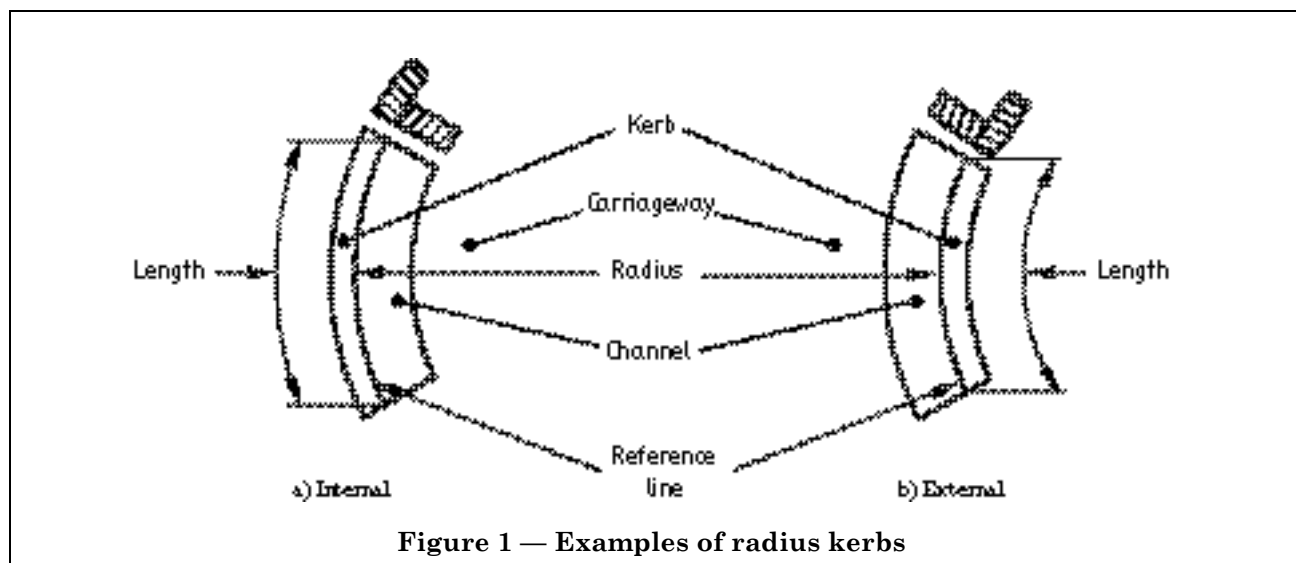 Kerb
Carriageway
Length
Radius
Length
Channel
Reference
line
a) Internal
b) External
Figure 1 — Examples of radius kerbs